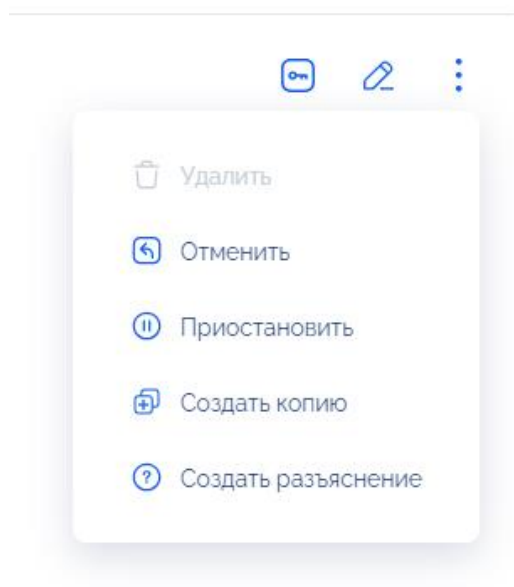 Удалить
Отменить
Приостановить
Создать копию
Создать разъяснение